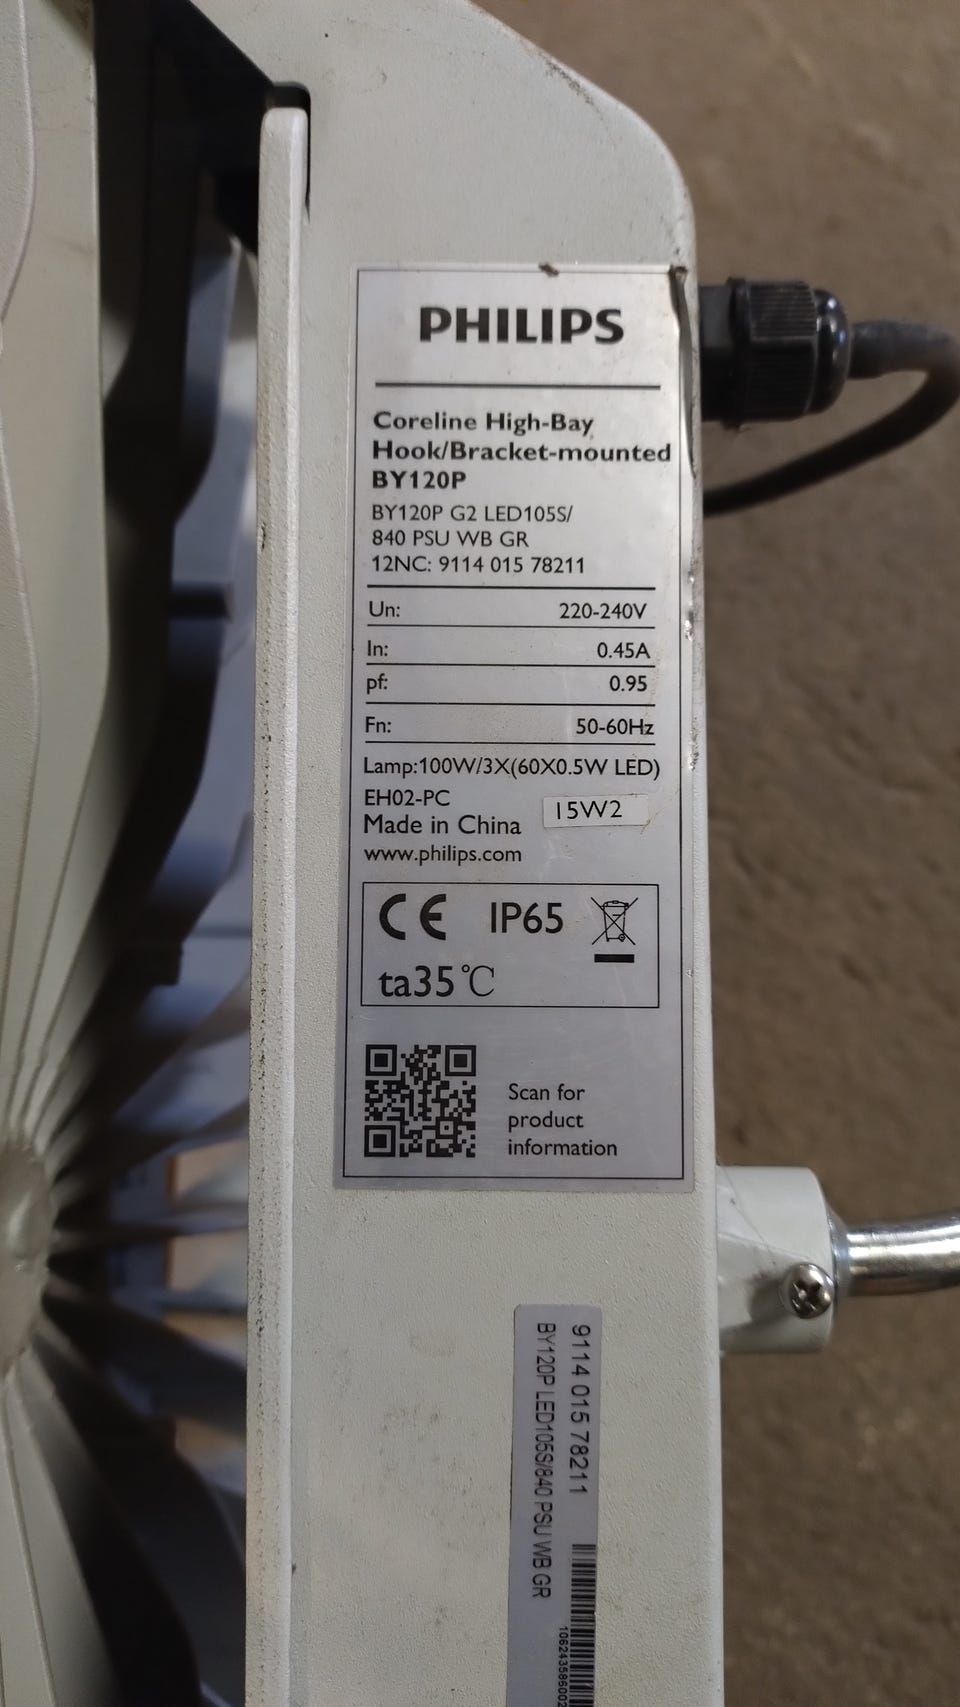 PHILIPS
Coreline High-Bay
Hook/Bracket-mounted
BY120P
BY120P G2 LED105S/
840 PSU WB GR
12NC: 9114 015 78211
Un: 220-240V
In: 0.45A
pf: 0.95
Fn: 50-60Hz
Lamp:100W/3X(60X0.5W LED)
EH02-PC
15W2
Made in China
www.philips.com
CE IP65
ta35℃
Scan for
product
information
9114 015 78211
BY120P LED105S/840 PSU WB GR